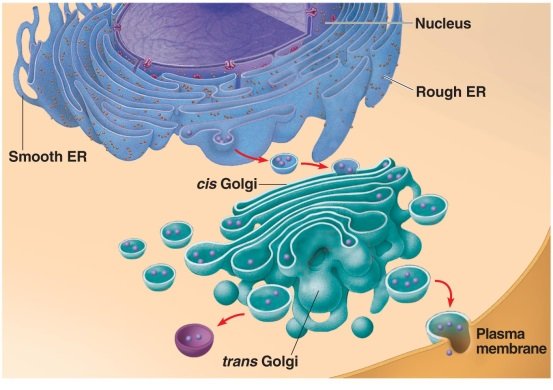 Nucleus
Rough ER
Smooth ER
cis Golgi
Plasma
membrane
trans Golgi